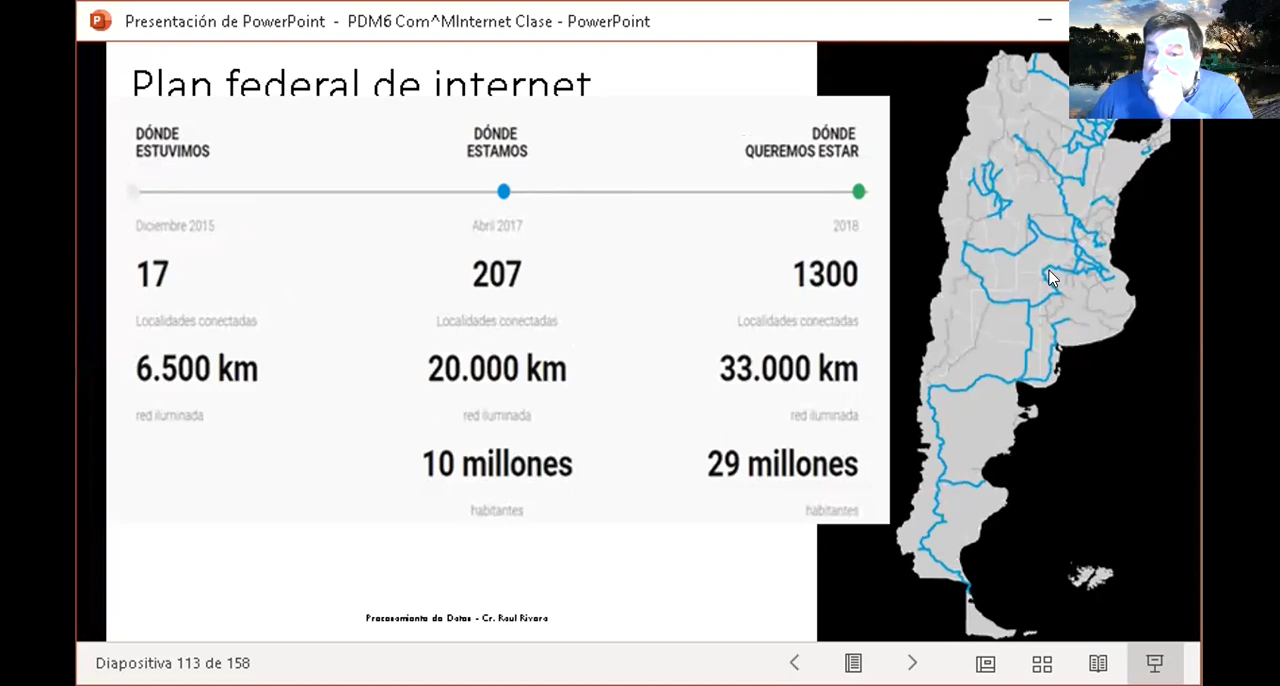 Presentación de PowerPoint - PDM6 Com^MInternet Clase - PowerPoint
Plan federal de internet
DÓNDE ESTUVIMOS
DÓNDE ESTAMOS
DÓNDE QUEREMOS ESTAR
Diciembre 2015
Abril 2017
2018
17
207
1300
Localidades conectadas
Localidades conectadas
Localidades conectadas
6.500 km
20.000 km
33.000 km
red iluminada
red iluminada
red iluminada
10 millones
29 millones
habitantes
habitantes
Procesamiento de Datos - Cr. Raul Rivera
Diapositiva 113 de 158